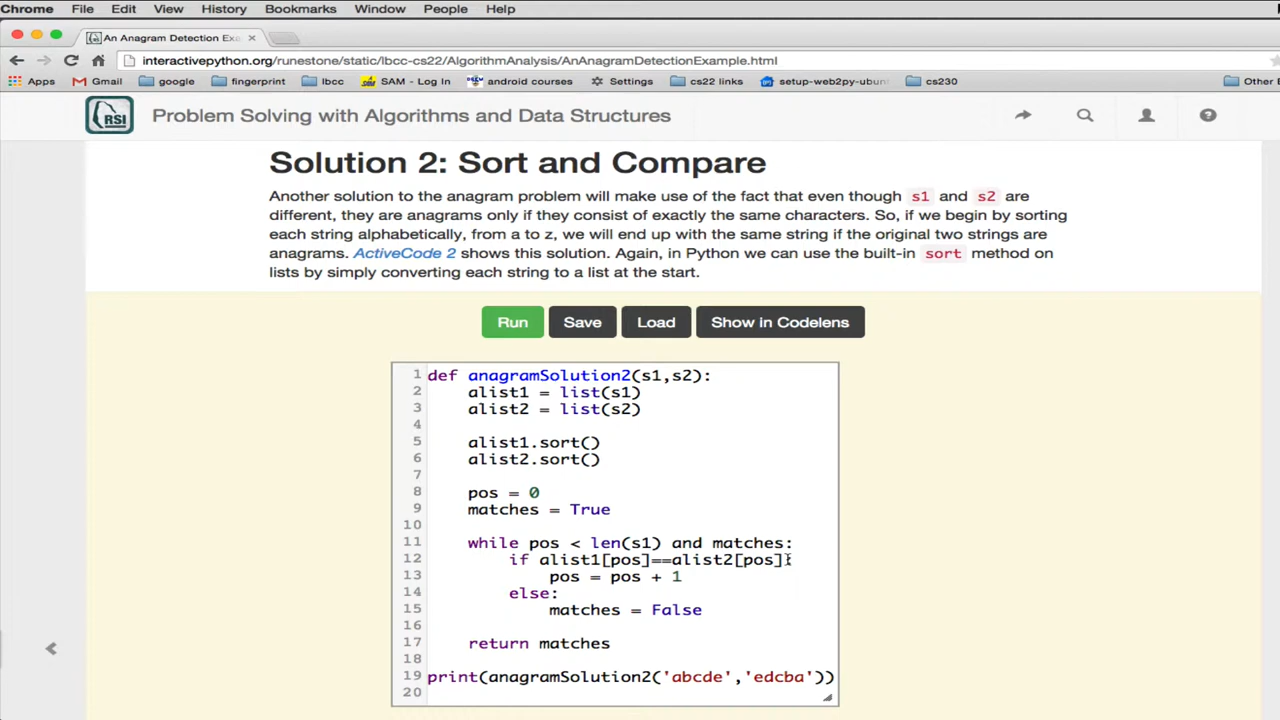 Chrome File Edit View History Bookmarks Window People Help
An Anagram Detection Exa
interactivepython.org/runestone/static/lbcc-cs22/AlgorithmAnalysis/AnAnagramDetectionExample.html
Apps Gmail google fingerprint lbcc SAM - Log In android courses Settings cs22 links setup-web2py-ubun cs230 Other B
RSI Problem Solving with Algorithms and Data Structures
Solution 2: Sort and Compare
Another solution to the anagram problem will make use of the fact that even though s1 and s2 are
different, they are anagrams only if they consist of exactly the same characters. So, if we begin by sorting
each string alphabetically, from a to z, we will end up with the same string if the original two strings are
anagrams. ActiveCode 2 shows this solution. Again, in Python we can use the built-in sort method on
lists by simply converting each string to a list at the start.
Run Save Load Show in Codelens
1 def anagramSolution2(s1,s2):
2 alist1 = list(s1)
3 alist2 = list(s2)
4
5 alist1.sort()
6 alist2.sort()
7
8 pos = 0
9 matches = True
10
11 while pos < len(s1) and matches:
12 if alist1[pos]==alist2[pos]:
13 pos = pos + 1
14 else:
15 matches = False
16
17 return matches
18
19 print(anagramSolution2('abcde','edcba'))
20